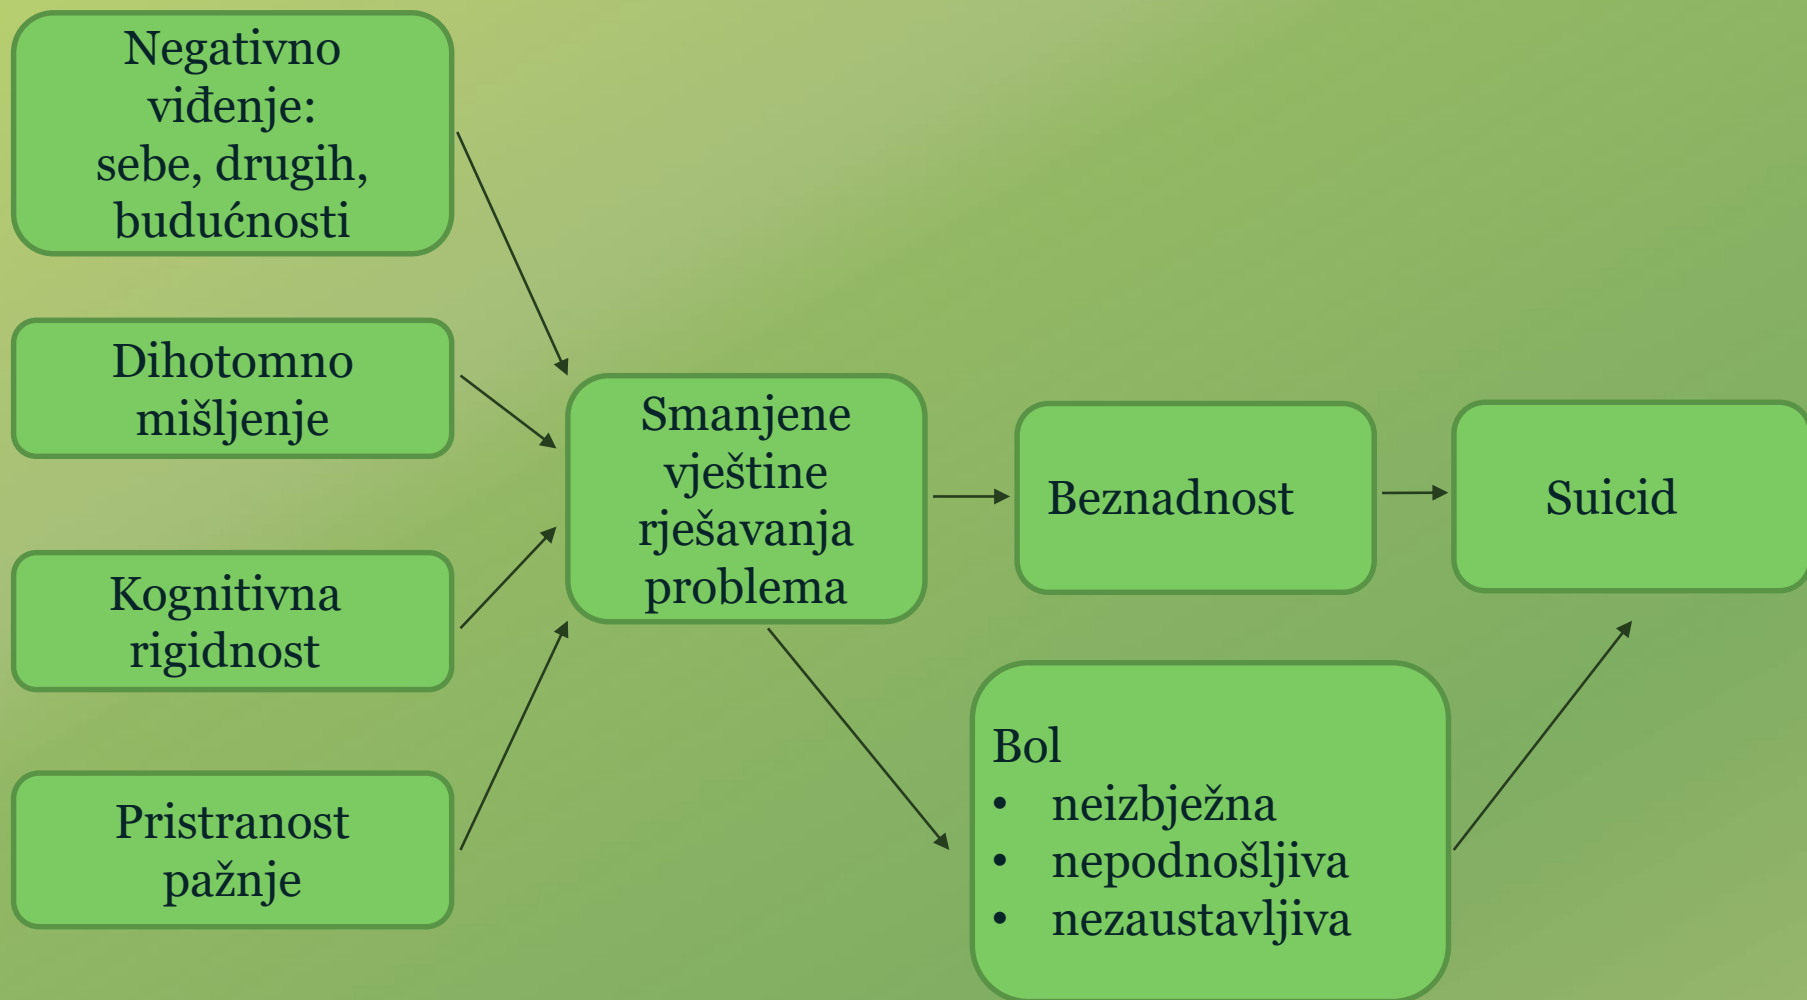 Negativno
viđenje:
sebe, drugih,
budućnosti
Dihotomno
mišljenje
Kognitivna
rigidnost
Pristranost
pažnje
Smanjene
vještine
rješavanja
problema
Beznadnost
Suicid
Bol
• neizbježna
• nepodnošljiva
• nezaustavljiva